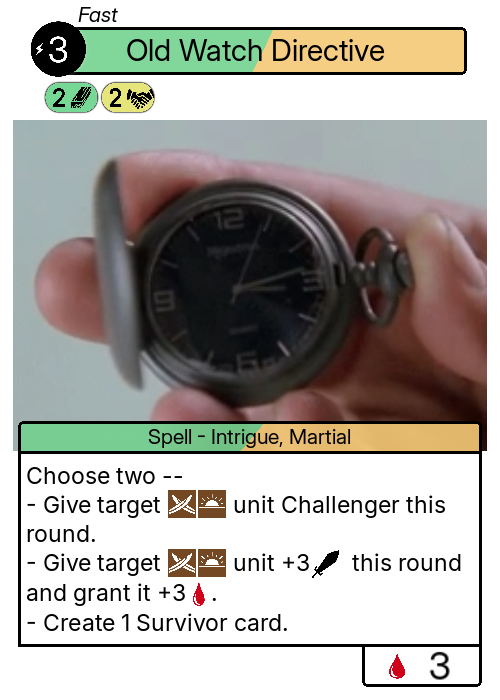 Fast
3 Old Watch Directive
2 2
12
Spell - Intrigue, Martial
Choose two --
- Give target unit Challenger this
round.
- Give target unit +3 this round
and grant it +3 .
- Create 1 Survivor card.
3